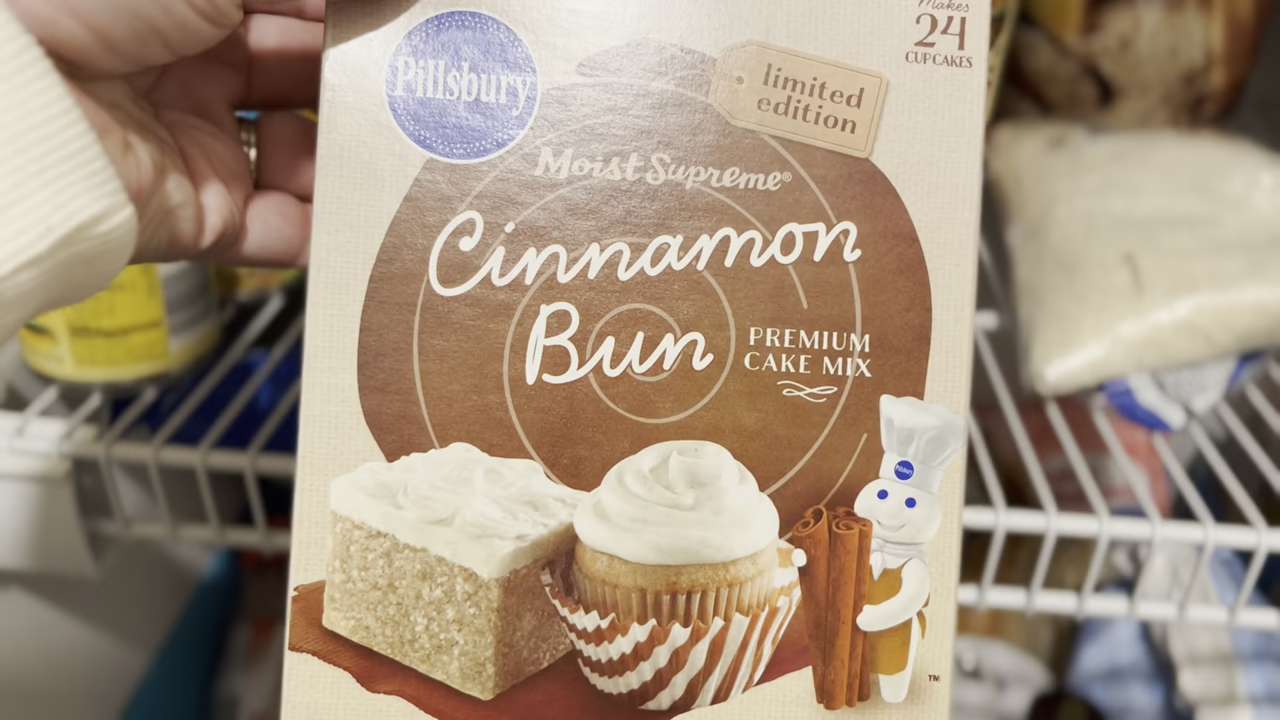 Pillsbury
Makes
24
CUPCAKES
limited
edition
Moist Supreme®
Cinnamon
Bun
PREMIUM
CAKE MIX
Pillsbury
TM